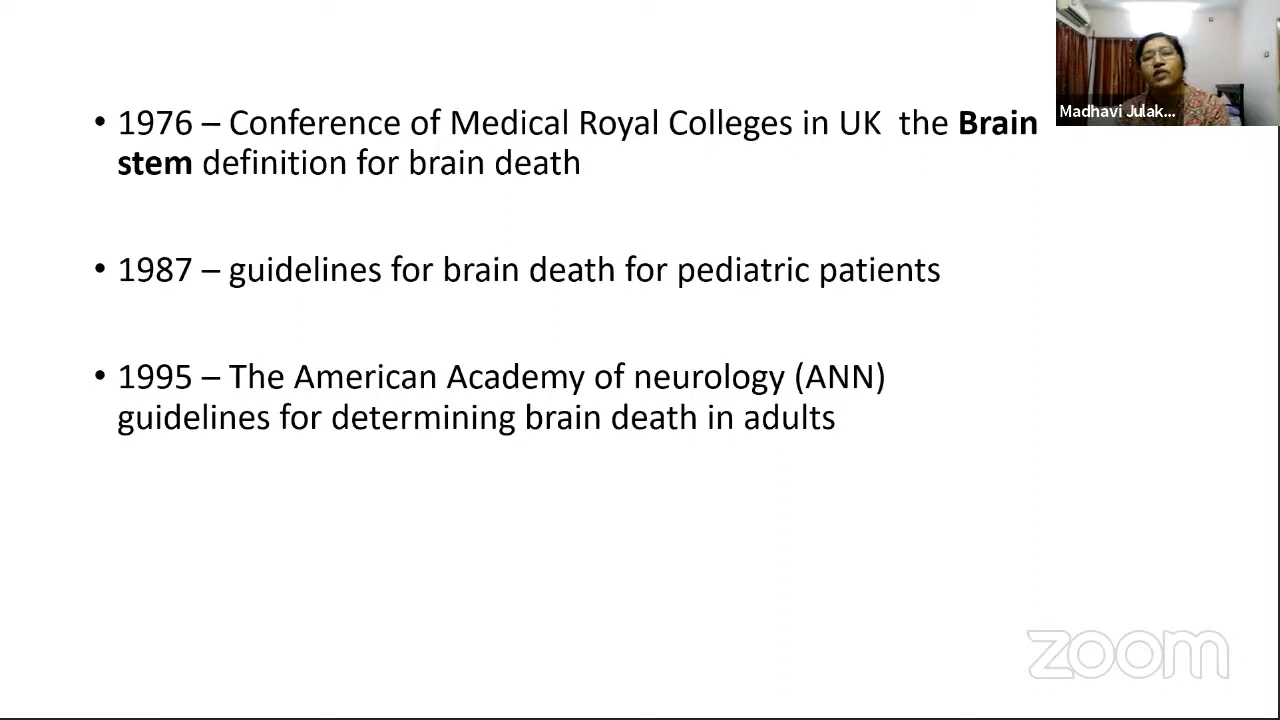 • 1976 – Conference of Medical Royal Colleges in UK  the Brain
stem definition for brain death
• 1987 – guidelines for brain death for pediatric patients
• 1995 – The American Academy of neurology (ANN)
guidelines for determining brain death in adults
Madhavi Julak...
zoom